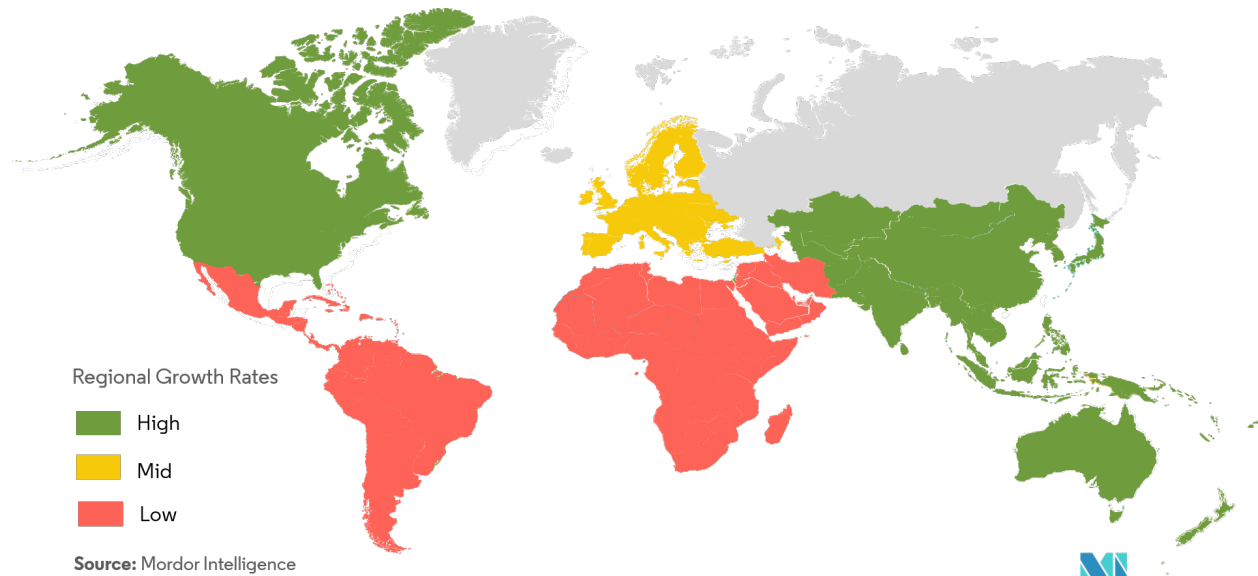 Regional Growth Rates
High
Mid
Low
Source: Mordor Intelligence